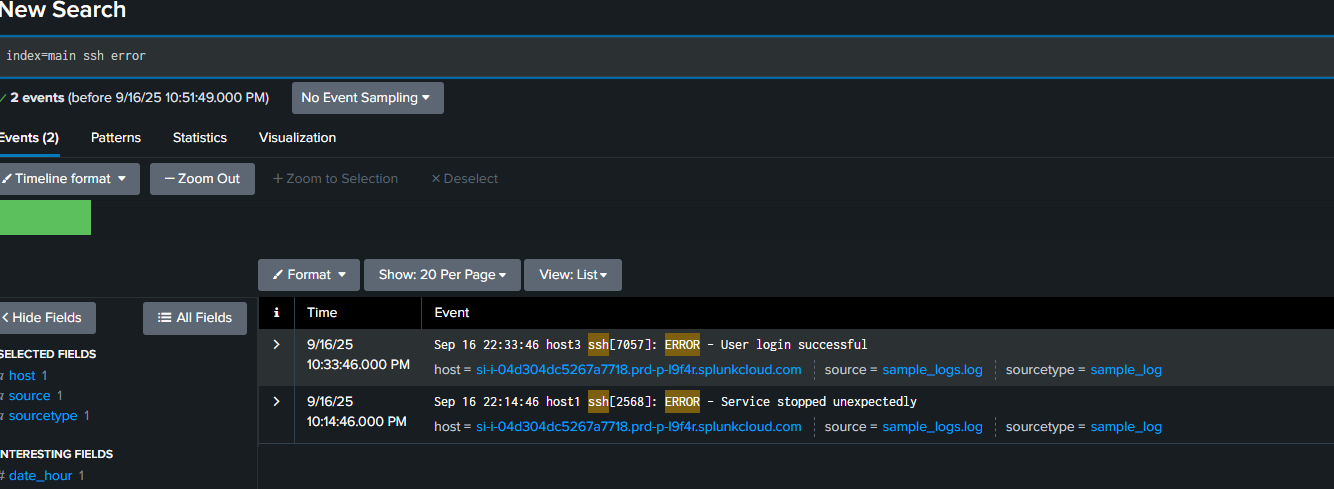 New Search
index=main ssh error
✓ 2 events (before 9/16/25 10:51:49.000 PM)
No Event Sampling ▾
Events (2) Patterns Statistics Visualization
Timeline format ▾ — Zoom Out + Zoom to Selection × Deselect
Format ▾ Show: 20 Per Page ▾ View: List ▾
< Hide Fields All Fields
SELECTED FIELDS
a host 1
a source 1
a sourcetype 1
INTERESTING FIELDS
# date_hour 1
i Time Event
> 9/16/25 Sep 16 22:33:46 host3 ssh[7057]: ERROR - User login successful
10:33:46.000 PM host = si-i-04d304dc5267a7718.prd-p-l9f4r.splunkcloud.com source = sample_logs.log sourcetype = sample_log
> 9/16/25 Sep 16 22:14:46 host1 ssh[2568]: ERROR - Service stopped unexpectedly
10:14:46.000 PM host = si-i-04d304dc5267a7718.prd-p-l9f4r.splunkcloud.com source = sample_logs.log sourcetype = sample_log